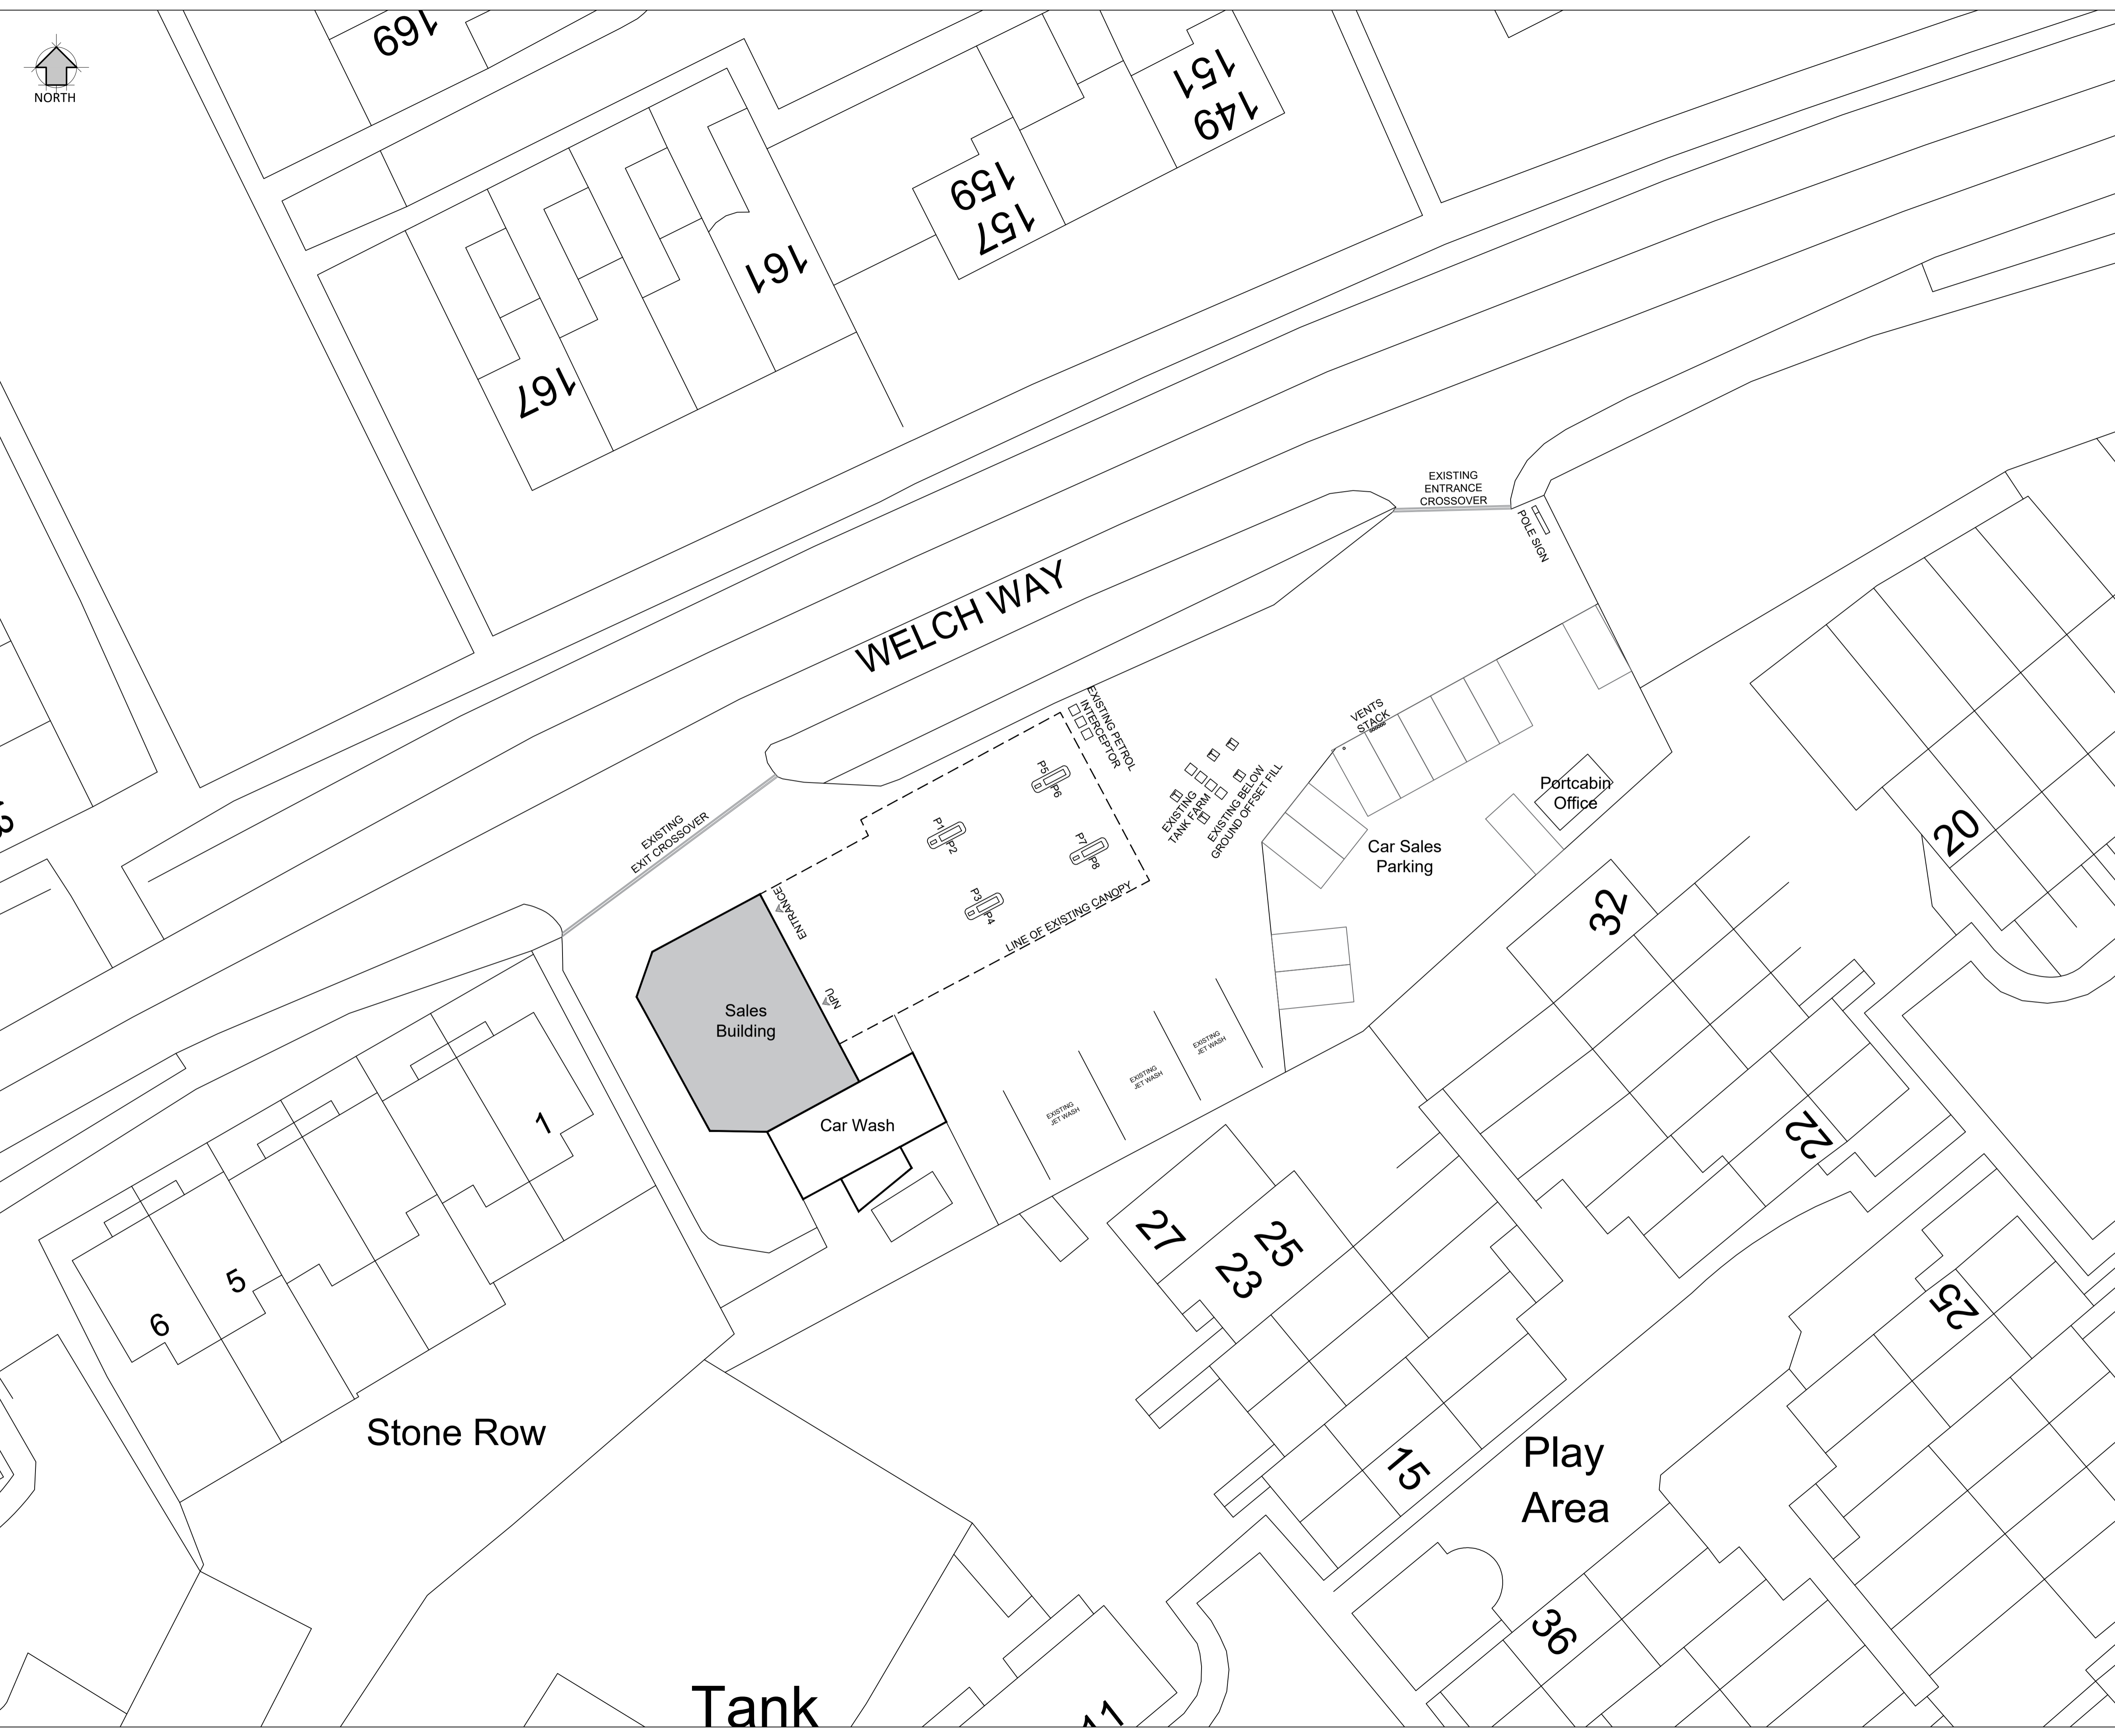 169
NORTH
151
149
159
157
161
167
EXISTING
ENTRANCE
CROSSOVER
POLE SIGN
WELCH WAY
EXISTING PETROL
INTERCEPTOR
VENTS
STACK
P5
P6
P1
P2
P7
P8
P3
P4
EXISTING
TANK FARM
EXISTING BELOW
GROUND OFFSET FILL
Portcabin
Office
Car Sales
Parking
EXISTING
EXIT CROSSOVER
ENTRANCE
LINE OF EXISTING CANOPY
NPU
Sales
Building
Car Wash
EXISTING
JET WASH
EXISTING
JET WASH
EXISTING
JET WASH
20
32
22
1
5
6
27
25
23
25
15
Stone Row
Play
Area
36
Tank
11